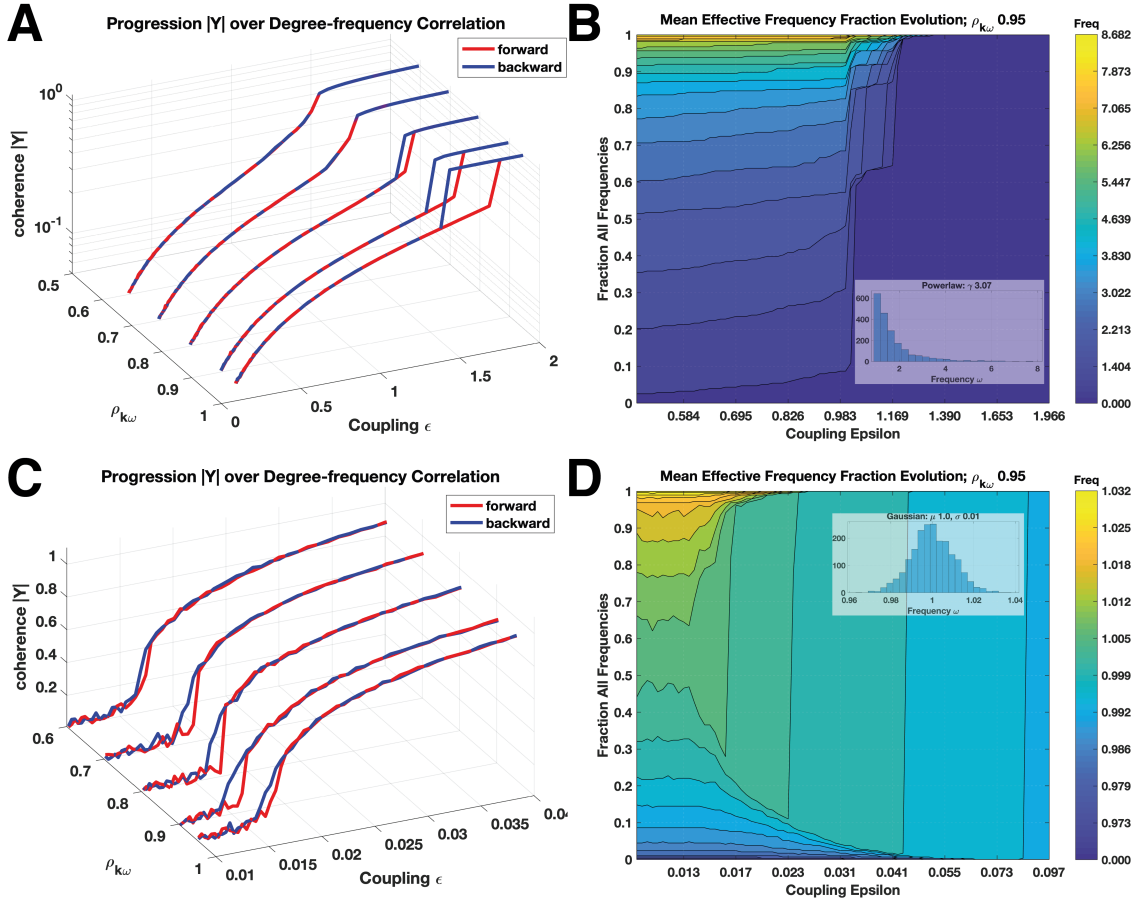 A
Progression |Y| over Degree-frequency Correlation
forward
backward
10⁰
10⁻¹
coherence |Y|
0.5
0.6
0.7
0.8
0.9
1
ρkω
0
0.5
1
1.5
2
Coupling ϵ
B
Mean Effective Frequency Fraction Evolution; ρkω 0.95
Freq
1
0.9
0.8
0.7
0.6
0.5
0.4
0.3
0.2
0.1
0
Fraction All Frequencies
0.584 0.695 0.826 0.983 1.169 1.390 1.653 1.966
Coupling Epsilon
Powerlaw: γ 3.07
600
400
200
0
2 4 6 8
Frequency ω
8.682
7.873
7.065
6.256
5.447
4.639
3.830
3.022
2.213
1.404
0.000
C
Progression |Y| over Degree-frequency Correlation
forward
backward
1
0.8
0.6
0.4
0.2
coherence |Y|
0.6
0.7
0.8
0.9
1
ρkω
0.01
0.015
0.02
0.025
0.03
0.035
0.04
Coupling ϵ
D
Mean Effective Frequency Fraction Evolution; ρkω 0.95
Freq
1
0.9
0.8
0.7
0.6
0.5
0.4
0.3
0.2
0.1
0
Fraction All Frequencies
0.013 0.017 0.023 0.031 0.041 0.055 0.073 0.097
Coupling Epsilon
Gaussian: μ 1.0, σ 0.01
200
100
0
0.96 0.98 1 1.02 1.04
Frequency ω
1.032
1.025
1.018
1.012
1.005
0.999
0.992
0.986
0.979
0.973
0.000